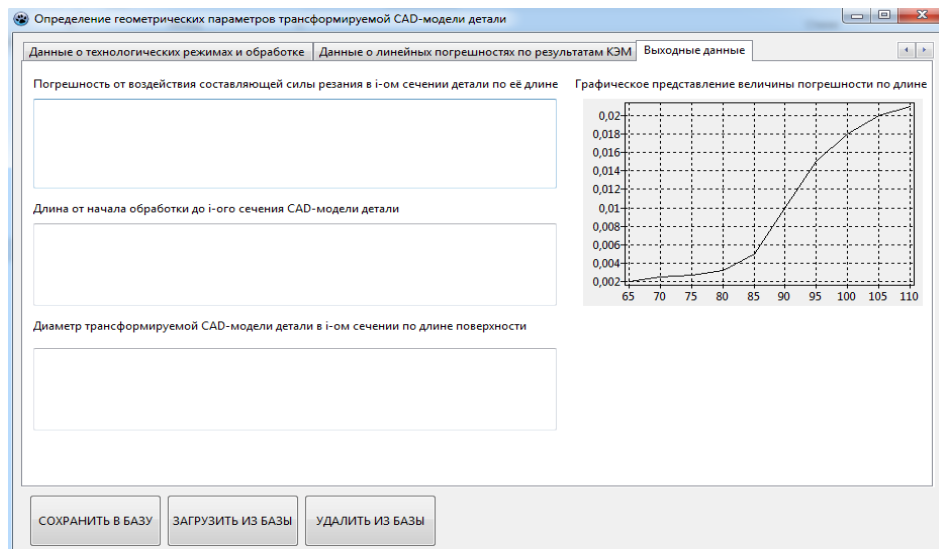 Определение геометрических параметров трансформируемой CAD-модели детали
Данные о технологических режимах и обработке
Данные о линейных погрешностях по результатам КЭМ
Выходные данные
Погрешность от воздействия составляющей силы резания в i-ом сечении детали по её длине
Графическое представление величины погрешности по длине
0,02
0,018
0,016
0,014
0,012
0,01
0,008
0,006
0,004
0,002
65 70 75 80 85 90 95 100 105 110
Длина от начала обработки до i-ого сечения CAD-модели детали
Диаметр трансформируемой CAD-модели детали в i-ом сечении по длине поверхности
СОХРАНИТЬ В БАЗУ
ЗАГРУЗИТЬ ИЗ БАЗЫ
УДАЛИТЬ ИЗ БАЗЫ